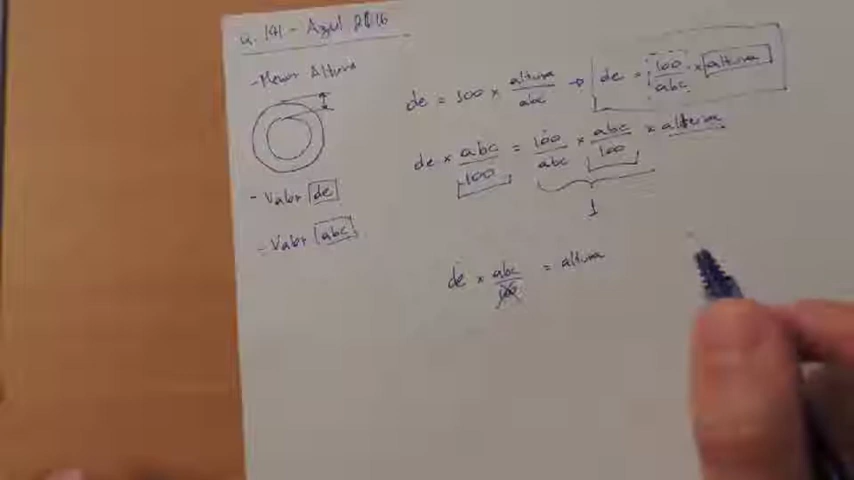 Q. 141 - Azul 2016
- Menor Altura
- Valor de
- Valor abc
de = 100 × altura/abc → de = 100/abc × altura
de × abc/100 = 100/abc × abc/100 × altura
1
de × abc/100 = altura